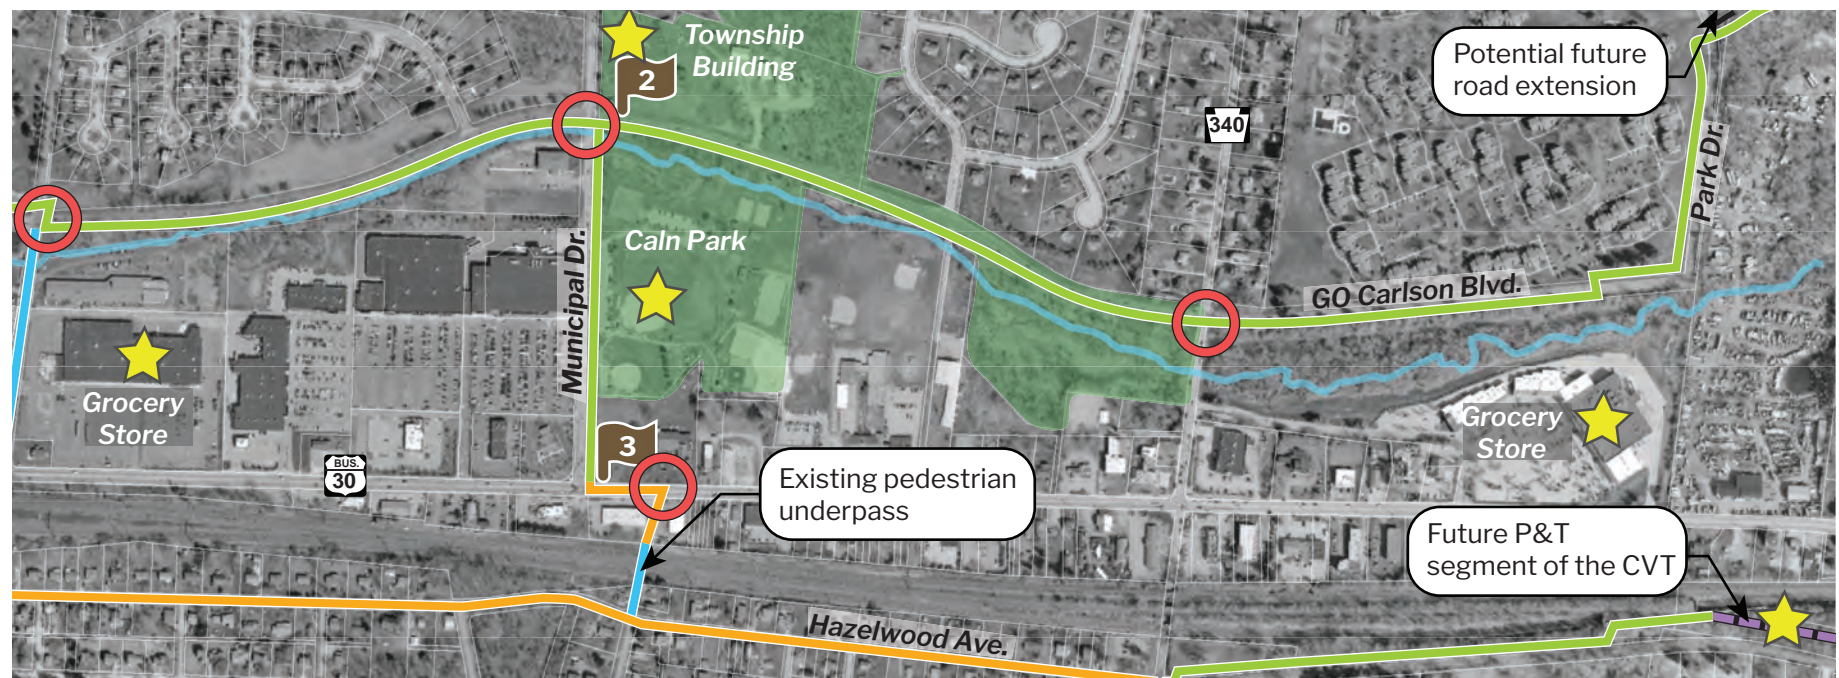 Township
Building
2
Potential future
road extension
340
Park Dr.
Caln Park
Municipal Dr.
GO Carlson Blvd.
Grocery
Store
BUS.
30
3
Existing pedestrian
underpass
Grocery
Store
Future P&T
segment of the CVT
Hazelwood Ave.